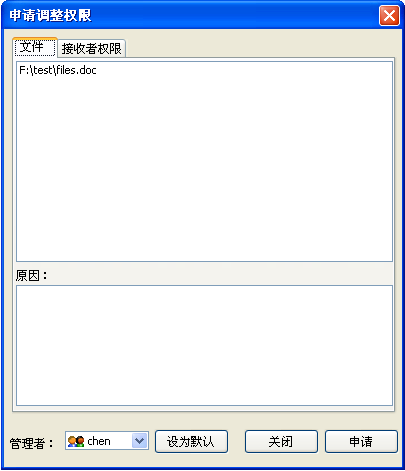 申请调整权限
文件 接收者权限
F:\test\files.doc
原因：
管理者： chen 设为默认 关闭 申请